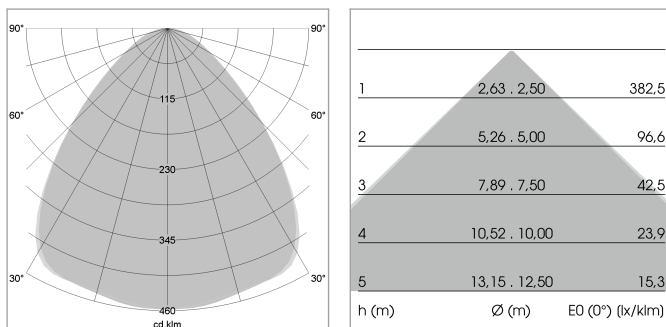 90° 90°
115
60° 60°
230
345
30° 30°
460
cd.klm
1 2,63 . 2,50 382,5
2 5,26 . 5,00 96,6
3 7,89 . 7,50 42,5
4 10,52 . 10,00 23,9
5 13,15 . 12,50 15,3
h (m) Ø (m) E0 (0°) (lx/klm)